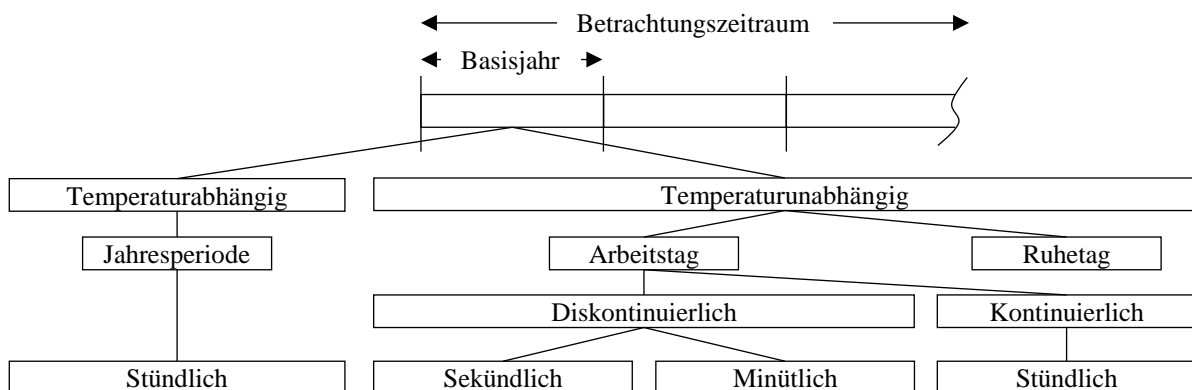 Betrachtungszeitraum
Basisjahr
Temperaturabhängig
Temperaturunabhängig
Jahresperiode
Arbeitstag
Ruhetag
Diskontinuierlich
Kontinuierlich
Stündlich
Sekündlich
Minütlich
Stündlich